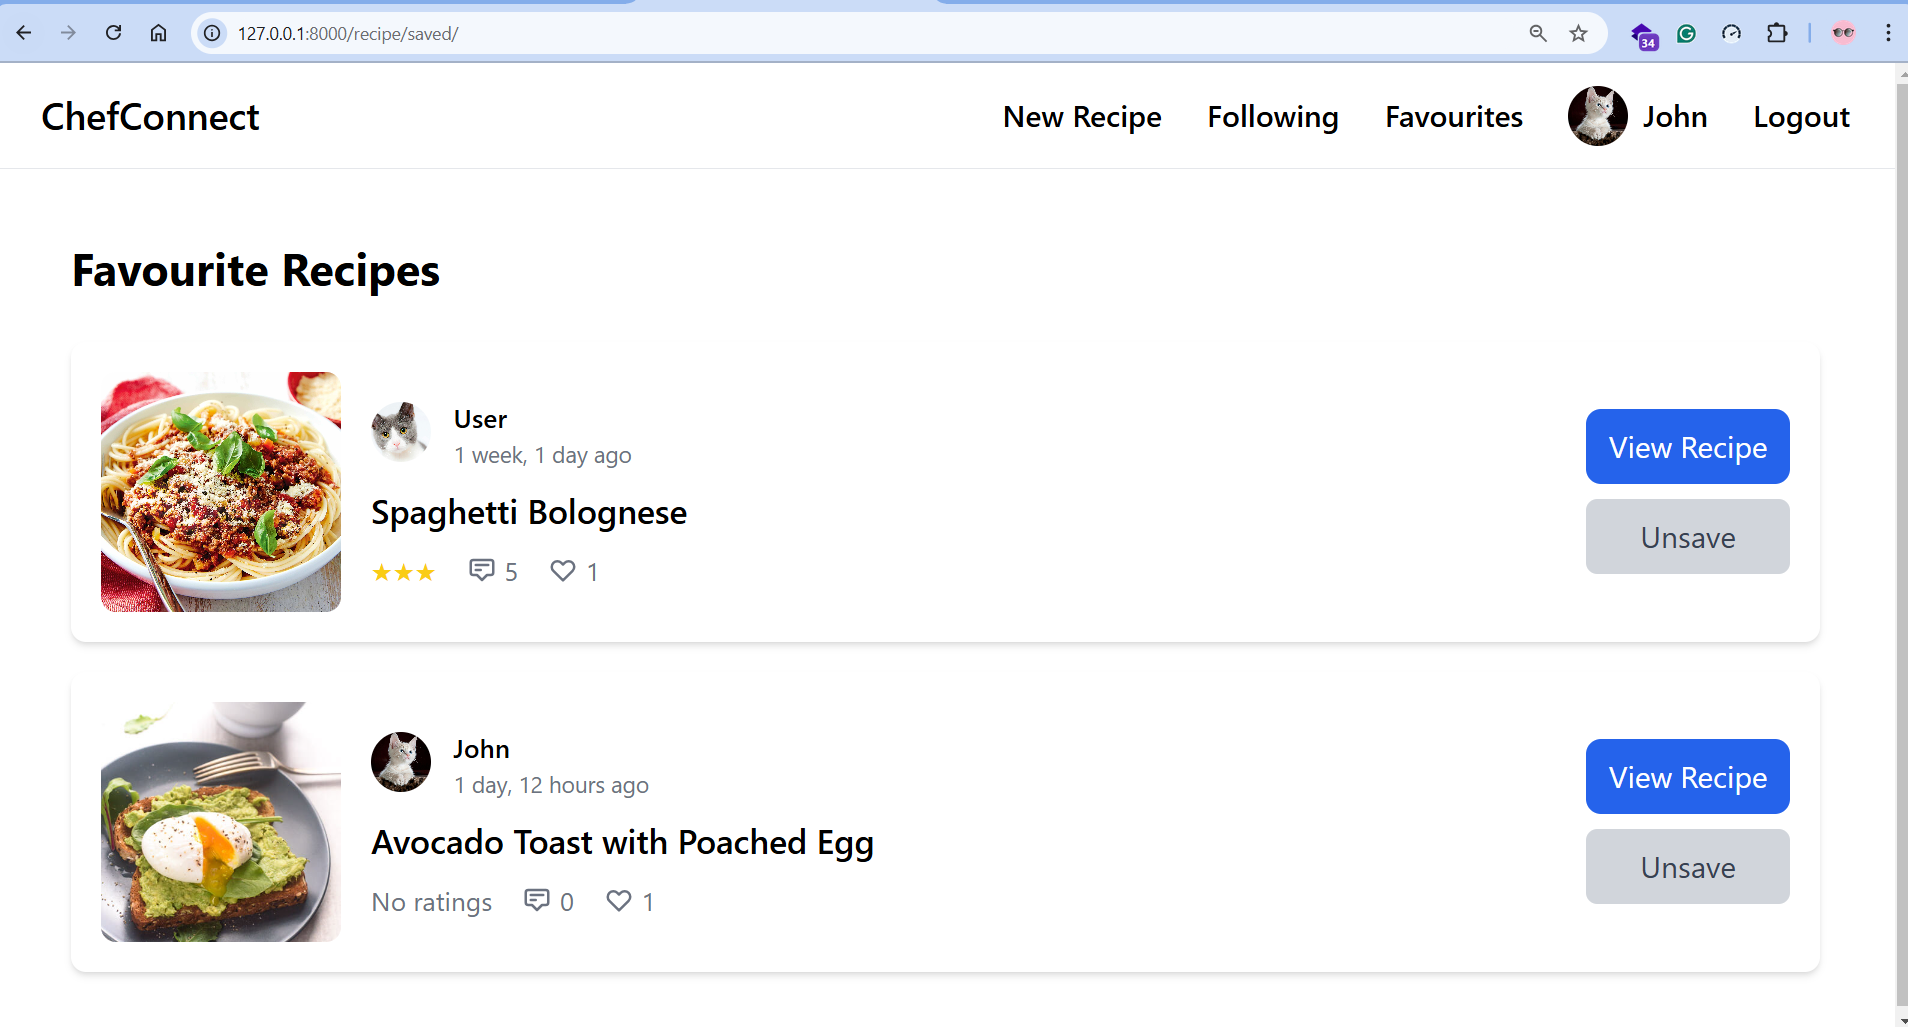 127.0.0.1:8000/recipe/saved/
34
ChefConnect
New Recipe
Following
Favourites
John
Logout
Favourite Recipes
User
1 week, 1 day ago
Spaghetti Bolognese
★★★ 5 1
View Recipe
Unsave
John
1 day, 12 hours ago
Avocado Toast with Poached Egg
No ratings 0 1
View Recipe
Unsave